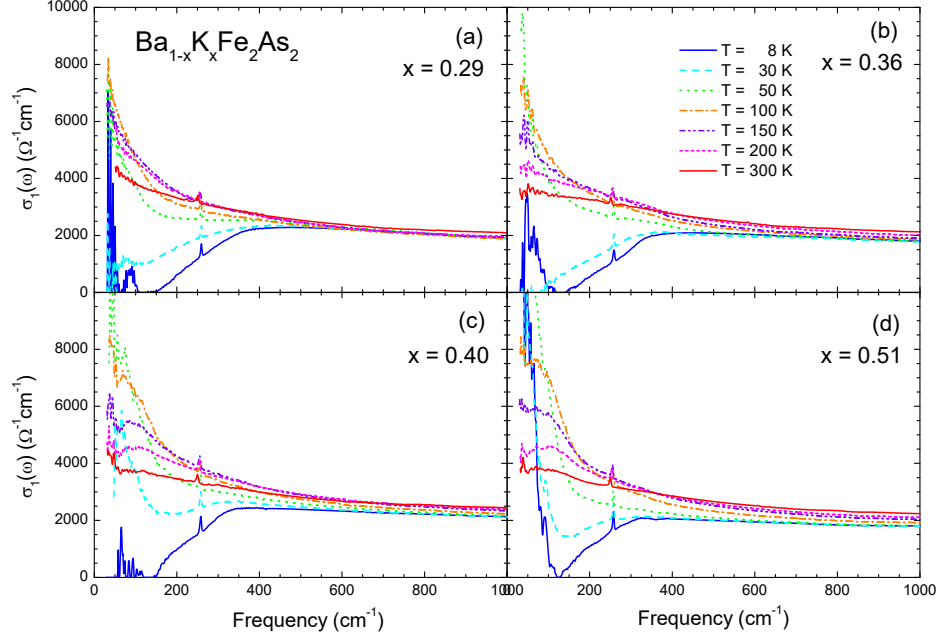 Ba1-xKxFe2As2
(a)
x = 0.29
(b)
x = 0.36
T = 8 K
T = 30 K
T = 50 K
T = 100 K
T = 150 K
T = 200 K
T = 300 K
10000
8000
6000
4000
2000
0
σ1(ω) (Ω-1cm-1)
(c)
x = 0.40
(d)
x = 0.51
8000
6000
4000
2000
0
σ1(ω) (Ω-1cm-1)
0 200 400 600 800 1000
0 200 400 600 800 1000
Frequency (cm-1)
Frequency (cm-1)